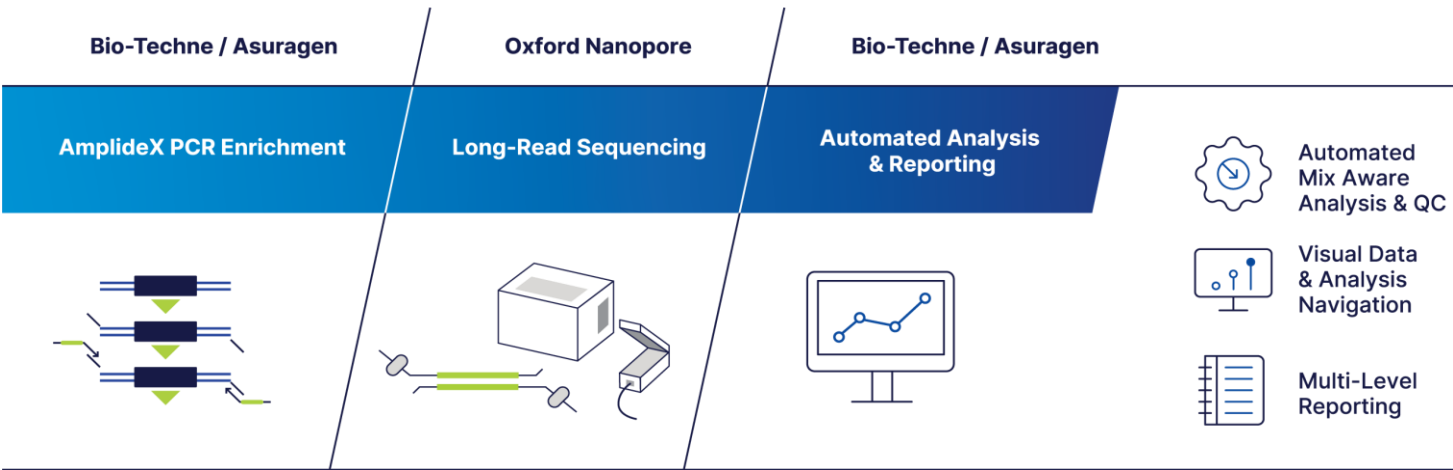 Bio-Techne / Asuragen
Oxford Nanopore
Bio-Techne / Asuragen
AmplideX PCR Enrichment
Long-Read Sequencing
Automated Analysis
& Reporting
Automated
Mix Aware
Analysis & QC
Visual Data
& Analysis
Navigation
Multi-Level
Reporting